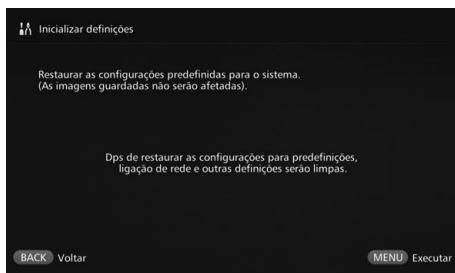 Inicializar definições
Restaurar as configurações predefinidas para o sistema.
(As imagens guardadas não serão afetadas).
Dps de restaurar as configurações para predefinições,
ligação de rede e outras definições serão limpas.
BACK Voltar
MENU Executar